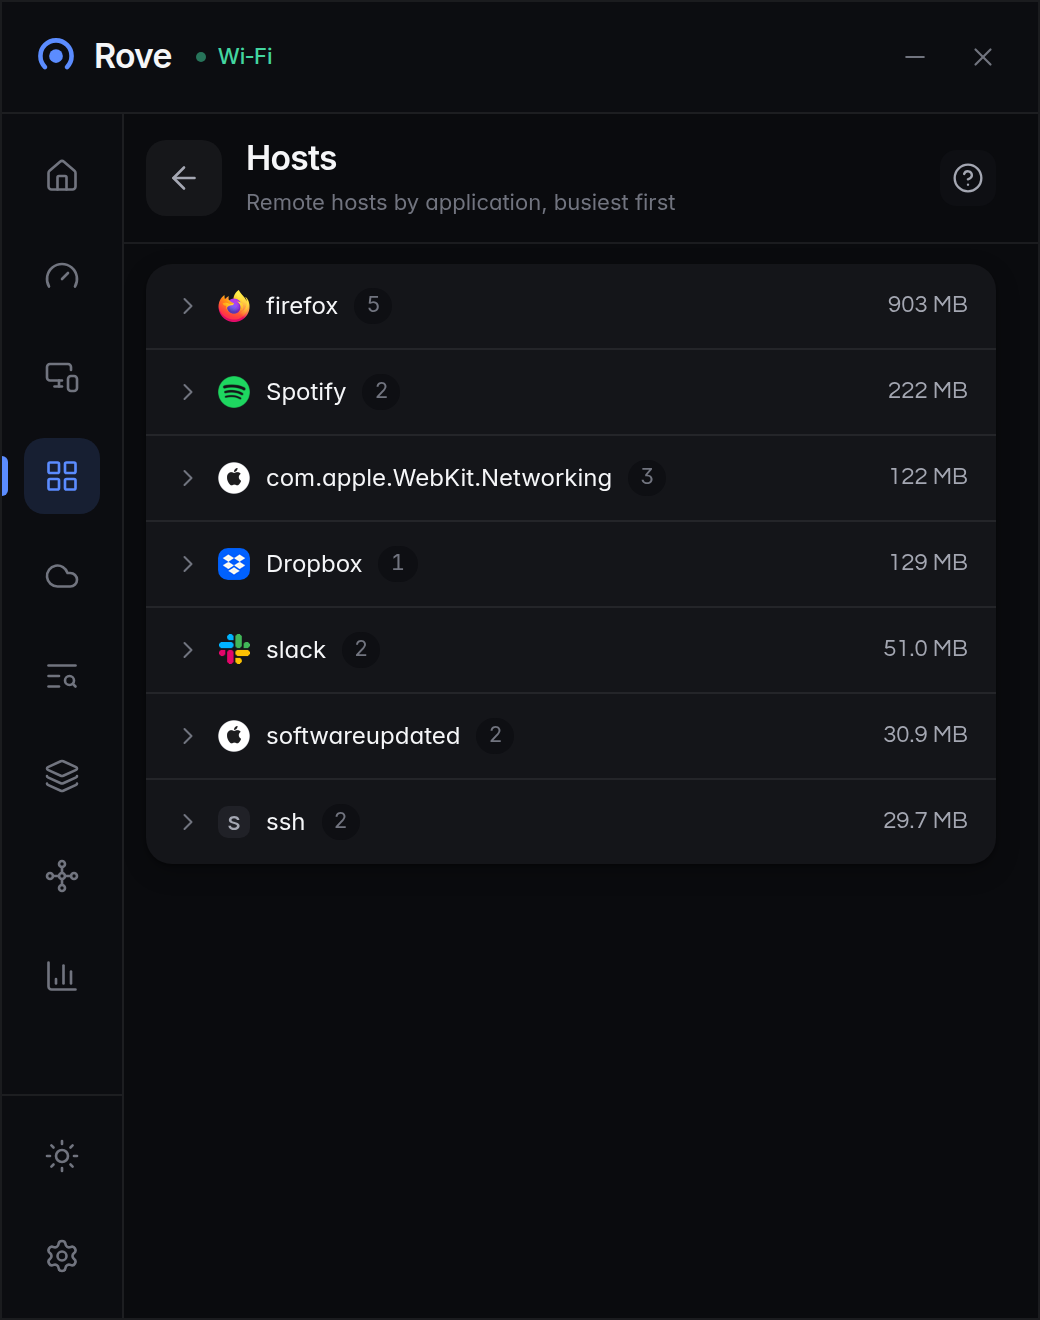 Rove Wi-Fi
Hosts
Remote hosts by application, busiest first
firefox 5 903 MB
Spotify 2 222 MB
com.apple.WebKit.Networking 3 122 MB
Dropbox 1 129 MB
slack 2 51.0 MB
softwareupdated 2 30.9 MB
S ssh 2 29.7 MB